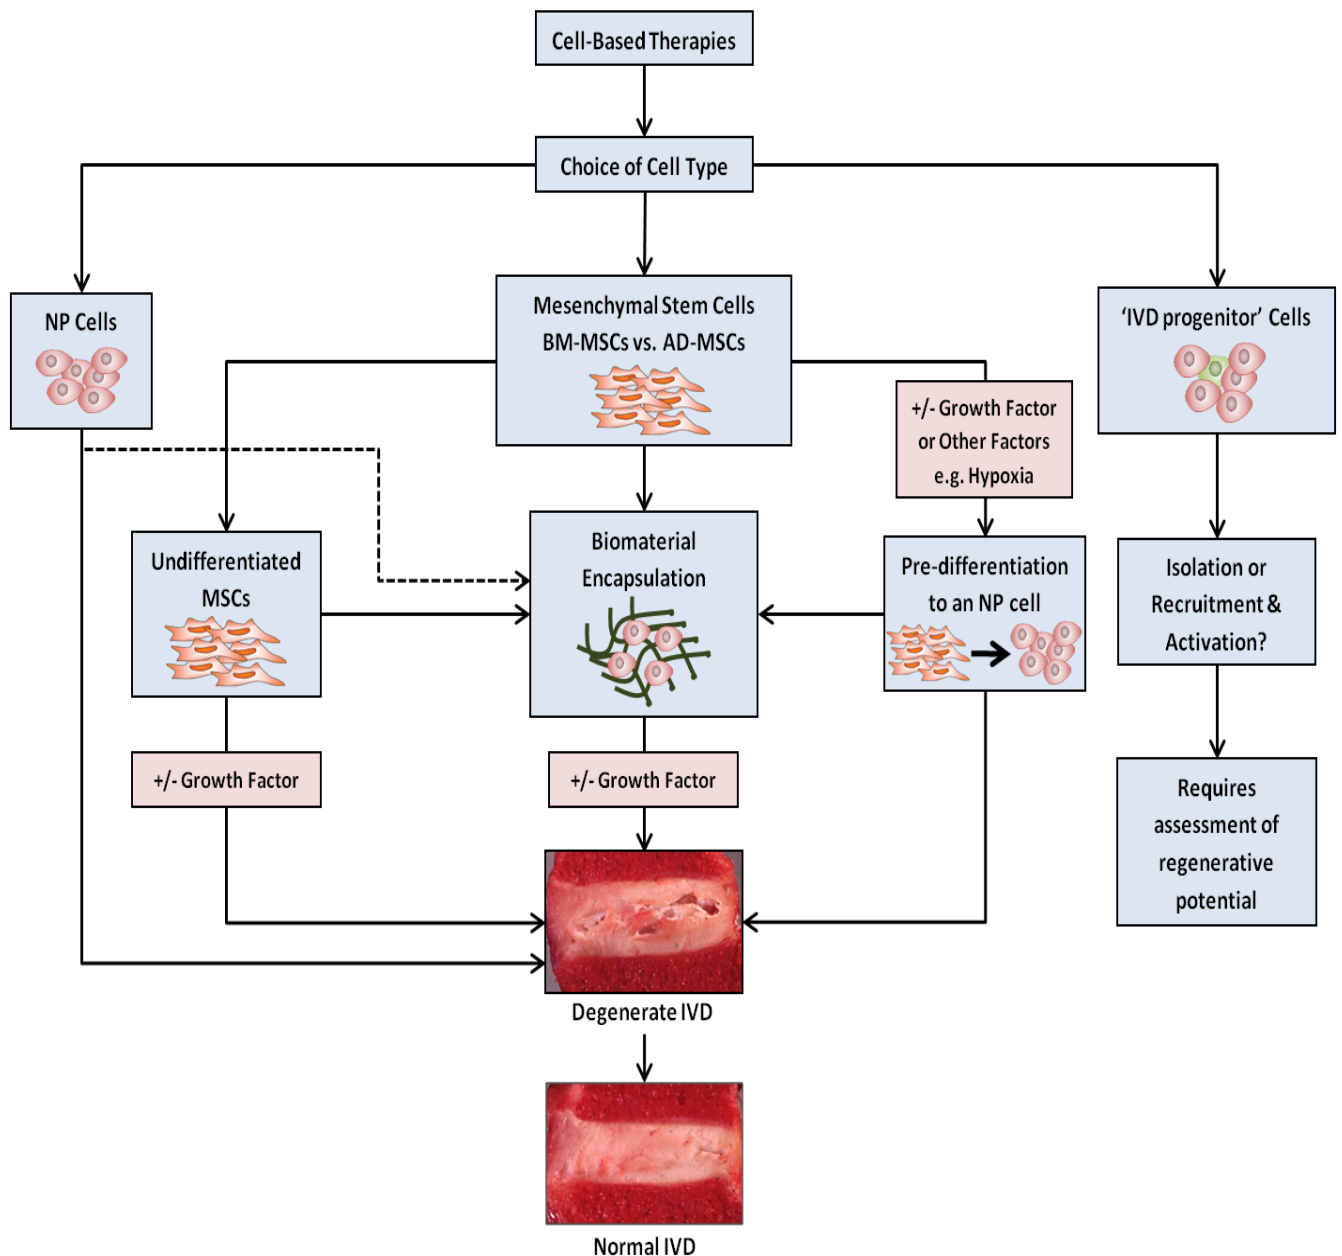 Cell-Based Therapies
Choice of Cell Type
NP Cells
Mesenchymal Stem Cells
BM-MSCs vs. AD-MSCs
‘IVD progenitor’ Cells
+/- Growth Factor
or Other Factors
e.g. Hypoxia
Undifferentiated
MSCs
Biomaterial
Encapsulation
Pre-differentiation
to an NP cell
Isolation or
Recruitment &
Activation?
+/- Growth Factor
+/- Growth Factor
Requires
assessment of
regenerative
potential
Degenerate IVD
Normal IVD